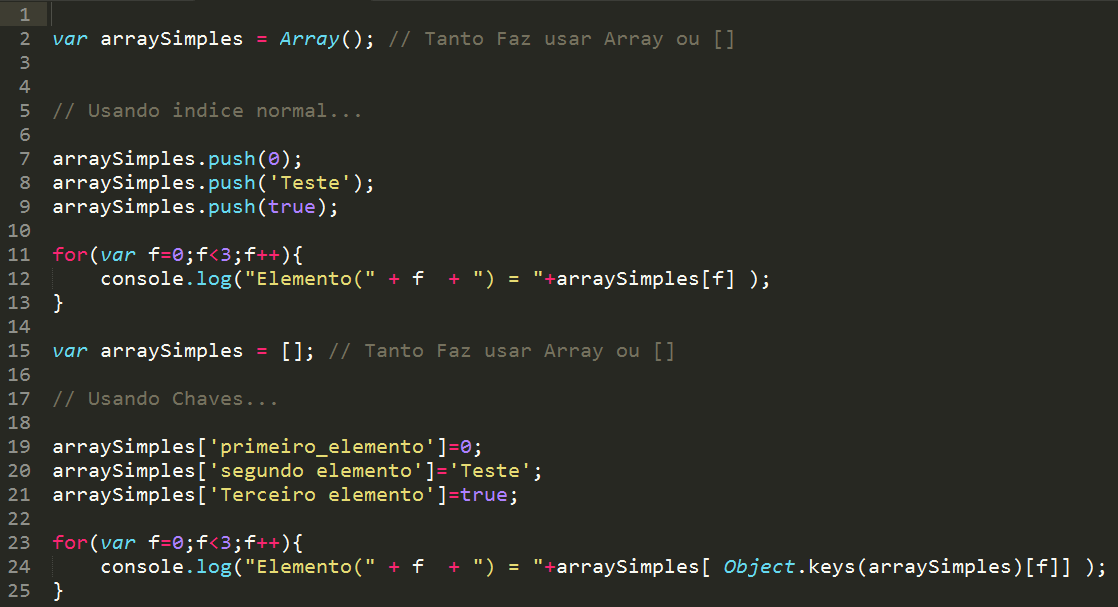 1
2 var arraySimples = Array(); // Tanto Faz usar Array ou []
3
4
5 // Usando indice normal...
6
7 arraySimples.push(0);
8 arraySimples.push('Teste');
9 arraySimples.push(true);
10
11 for(var f=0;f<3;f++){
12     console.log("Elemento(" + f  + ") = "+arraySimples[f] );
13 }
14
15 var arraySimples = []; // Tanto Faz usar Array ou []
16
17 // Usando Chaves...
18
19 arraySimples['primeiro_elemento']=0;
20 arraySimples['segundo elemento']='Teste';
21 arraySimples['Terceiro elemento']=true;
22
23 for(var f=0;f<3;f++){
24     console.log("Elemento(" + f  + ") = "+arraySimples[ Object.keys(arraySimples)[f]] );
25 }